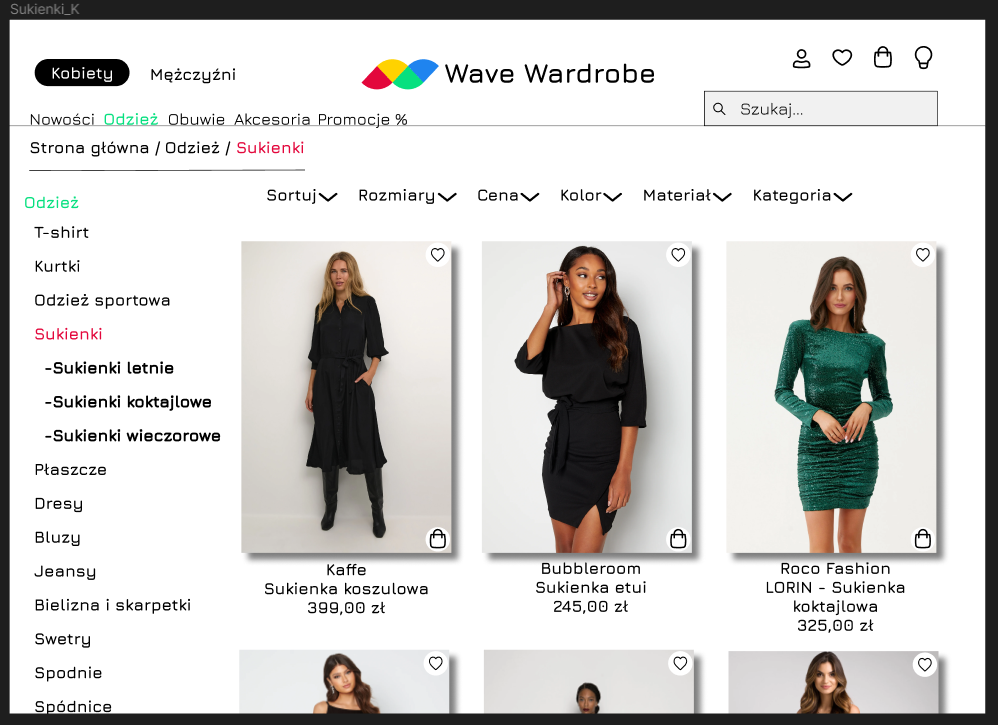 Sukienki_K
Kobiety Mężczyźni
Wave Wardrobe
Szukaj...
Nowości Odzież Obuwie Akcesoria Promocje %
Strona główna / Odzież / Sukienki
Sortuj Rozmiary Cena Kolor Materiał Kategoria
Odzież
T-shirt
Kurtki
Odzież sportowa
Sukienki
-Sukienki letnie
-Sukienki koktajlowe
-Sukienki wieczorowe
Płaszcze
Dresy
Bluzy
Jeansy
Bielizna i skarpetki
Swetry
Spodnie
Spódnice
Kaffe
Sukienka koszulowa
399,00 zł
Bubbleroom
Sukienka etui
245,00 zł
Roco Fashion
LORIN - Sukienka
koktajlowa
325,00 zł